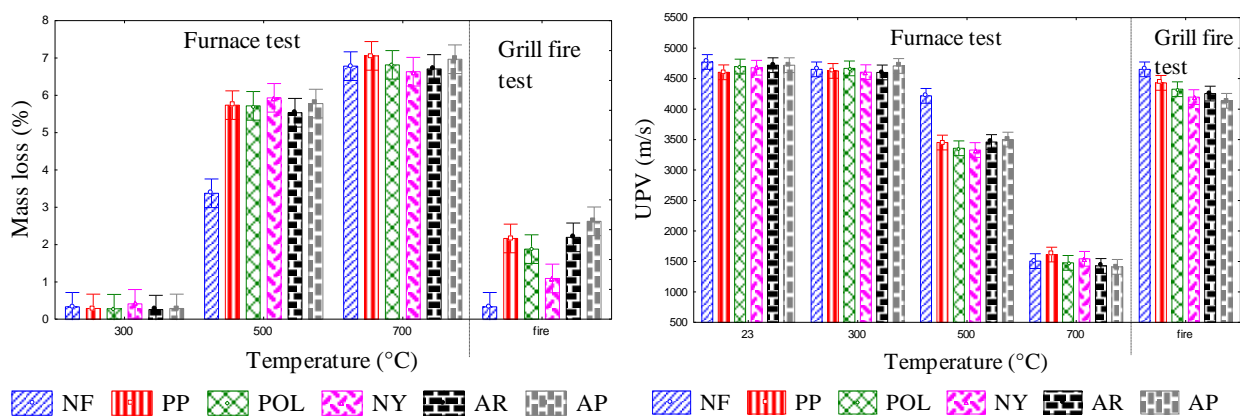 Furnace test
Grill fire
test
Mass loss (%)
8
7
6
5
4
3
2
1
0
300
500
700
fire
Temperature (°C)
NF
PP
POL
NY
AR
AP
Furnace test
Grill fire
test
UPV (m/s)
5500
5000
4500
4000
3500
3000
2500
2000
1500
1000
500
23
300
500
700
fire
Temperature (°C)
NF
PP
POL
NY
AR
AP